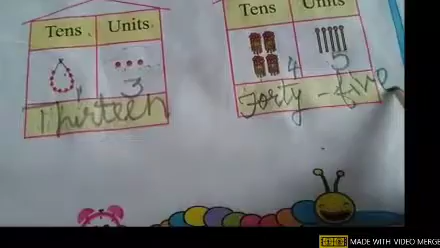 Tens Units
1 3
Thirteen
Tens Units
4 5
Forty-five
MADE WITH VIDEO MERGE